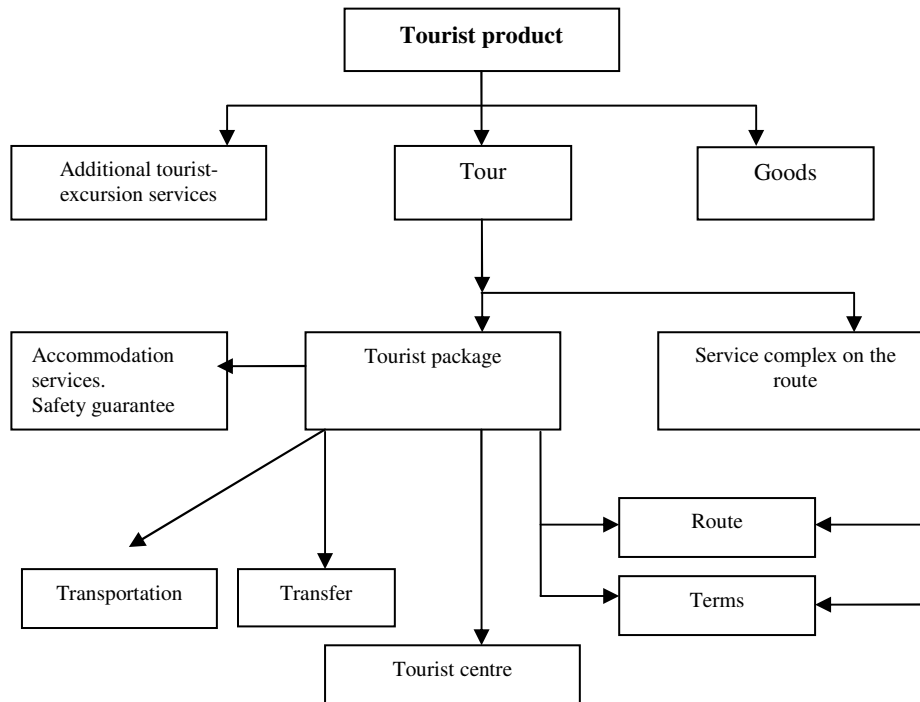 Tourist product
Additional tourist-
excursion services
Tour
Goods
Accommodation
services.
Safety guarantee
Tourist package
Service complex on the
route
Route
Transportation
Transfer
Terms
Tourist centre